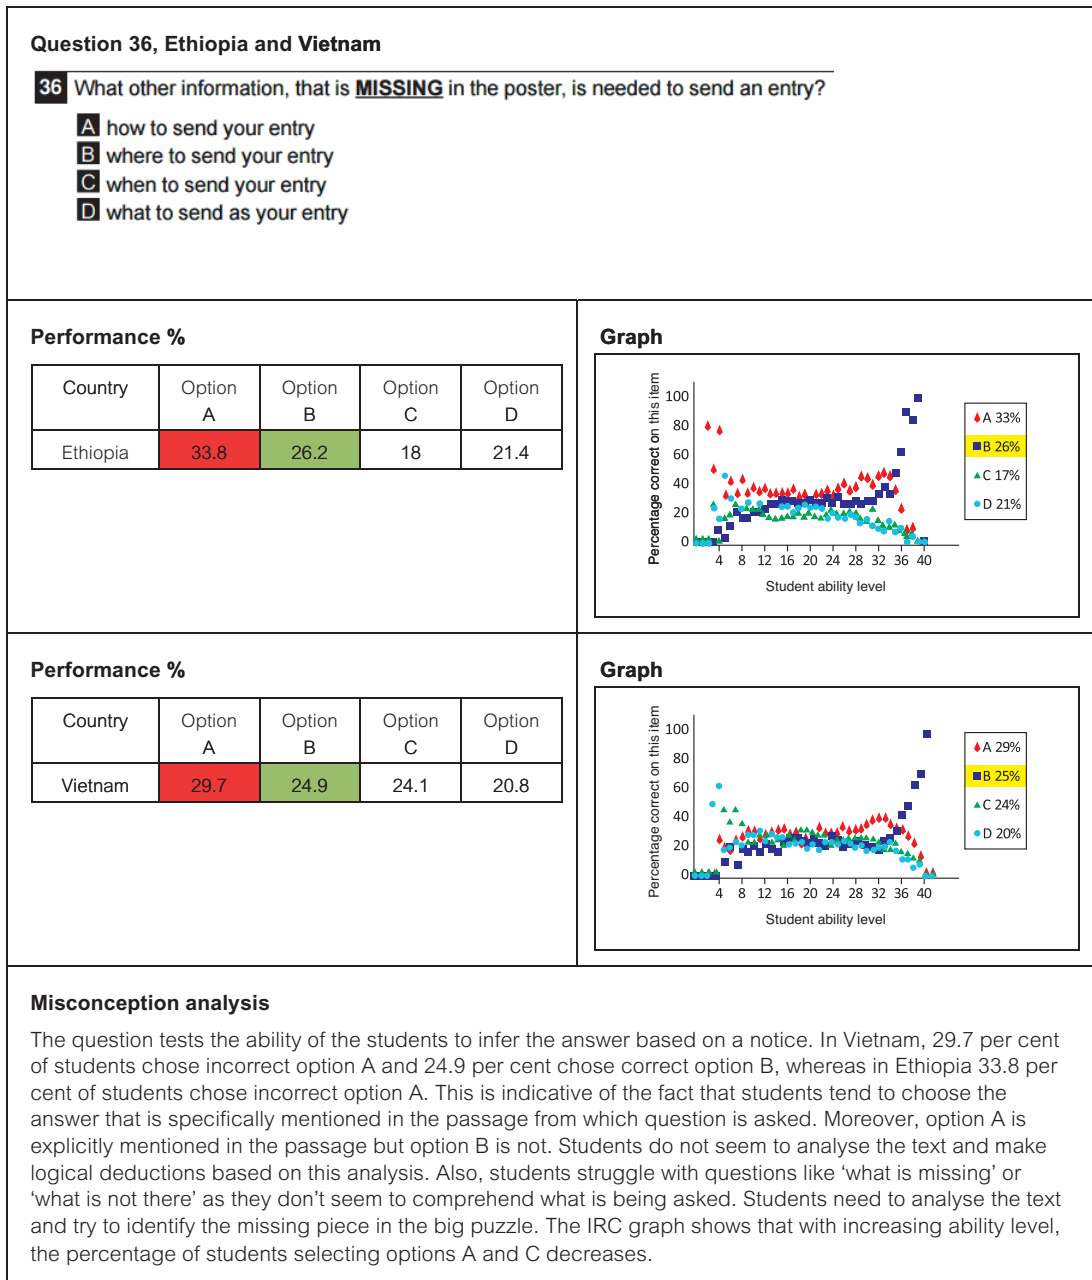 Question 36, Ethiopia and Vietnam
36 What other information, that is MISSING in the poster, is needed to send an entry?
A how to send your entry
B where to send your entry
C when to send your entry
D what to send as your entry
Performance %
Country Option A Option B Option C Option D
Ethiopia 33.8 26.2 18 21.4
Graph
Percentage correct on this item
100
80
60
40
20
0
4 8 12 16 20 24 28 32 36 40
Student ability level
A 33%
B 26%
C 17%
D 21%
Performance %
Country Option A Option B Option C Option D
Vietnam 29.7 24.9 24.1 20.8
Graph
Percentage correct on this item
100
80
60
40
20
0
4 8 12 16 20 24 28 32 36 40
Student ability level
A 29%
B 25%
C 24%
D 20%
Misconception analysis
The question tests the ability of the students to infer the answer based on a notice. In Vietnam, 29.7 per cent
of students chose incorrect option A and 24.9 per cent chose correct option B, whereas in Ethiopia 33.8 per
cent of students chose incorrect option A. This is indicative of the fact that students tend to choose the
answer that is specifically mentioned in the passage from which question is asked. Moreover, option A is
explicitly mentioned in the passage but option B is not. Students do not seem to analyse the text and make
logical deductions based on this analysis. Also, students struggle with questions like ‘what is missing’ or
‘what is not there’ as they don’t seem to comprehend what is being asked. Students need to analyse the text
and try to identify the missing piece in the big puzzle. The IRC graph shows that with increasing ability level,
the percentage of students selecting options A and C decreases.